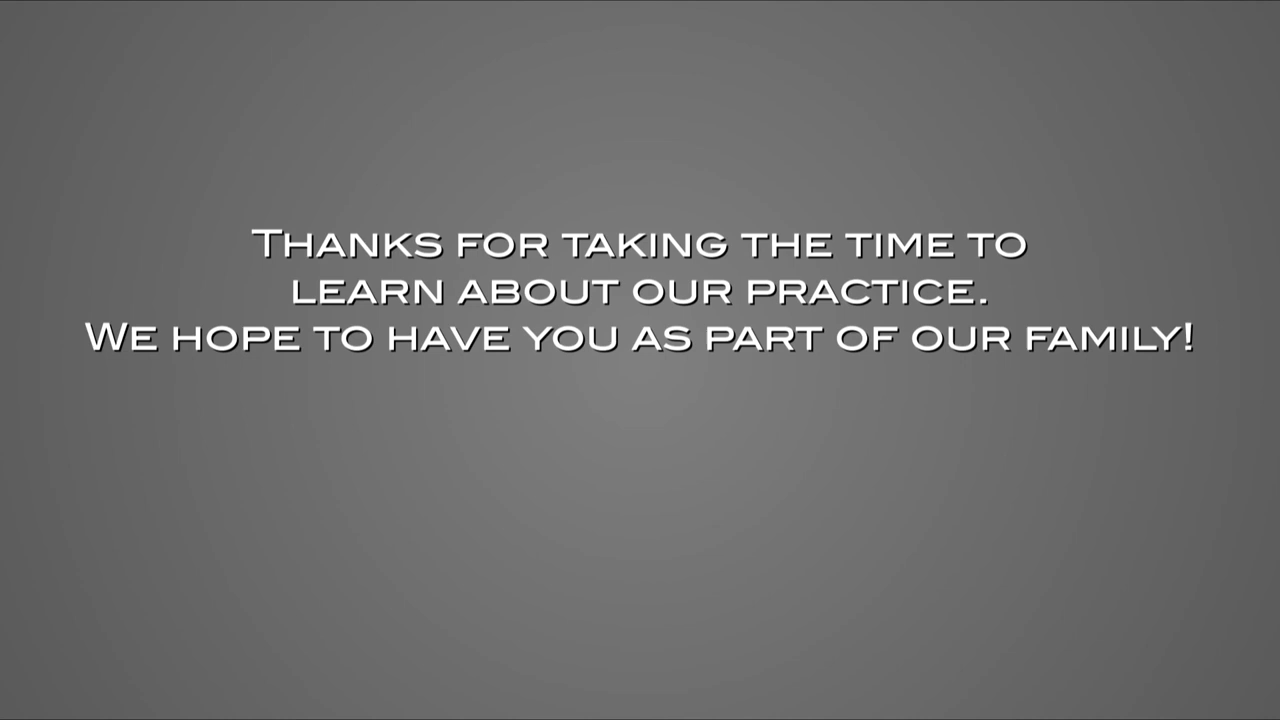 Thanks for taking the time to
learn about our practice.
We hope to have you as part of our family!